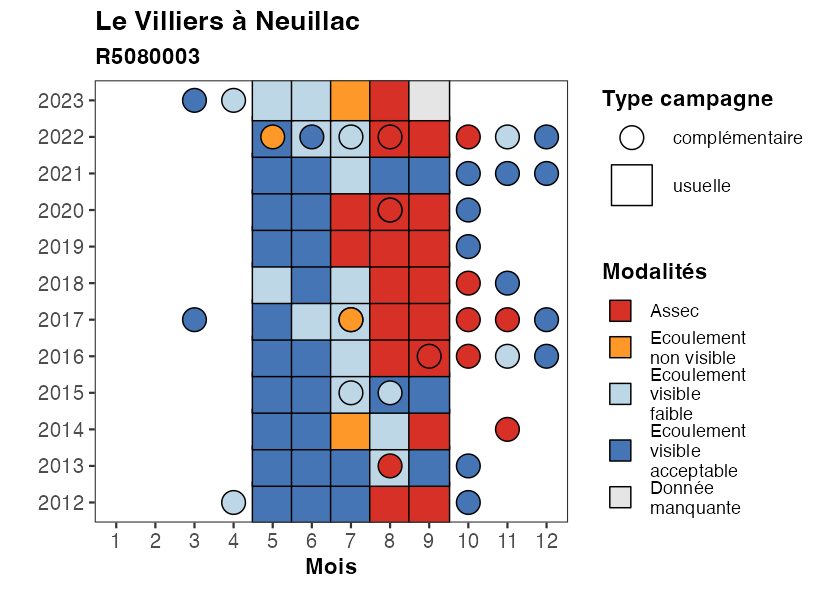 Le Villiers à Neuillac
R5080003
2023
2022
2021
2020
2019
2018
2017
2016
2015
2014
2013
2012
1 2 3 4 5 6 7 8 9 10 11 12
Mois
Type campagne
complémentaire
usuelle
Modalités
Assec
Ecoulement
non visible
Ecoulement
visible
faible
Ecoulement
visible
acceptable
Donnée
manquante